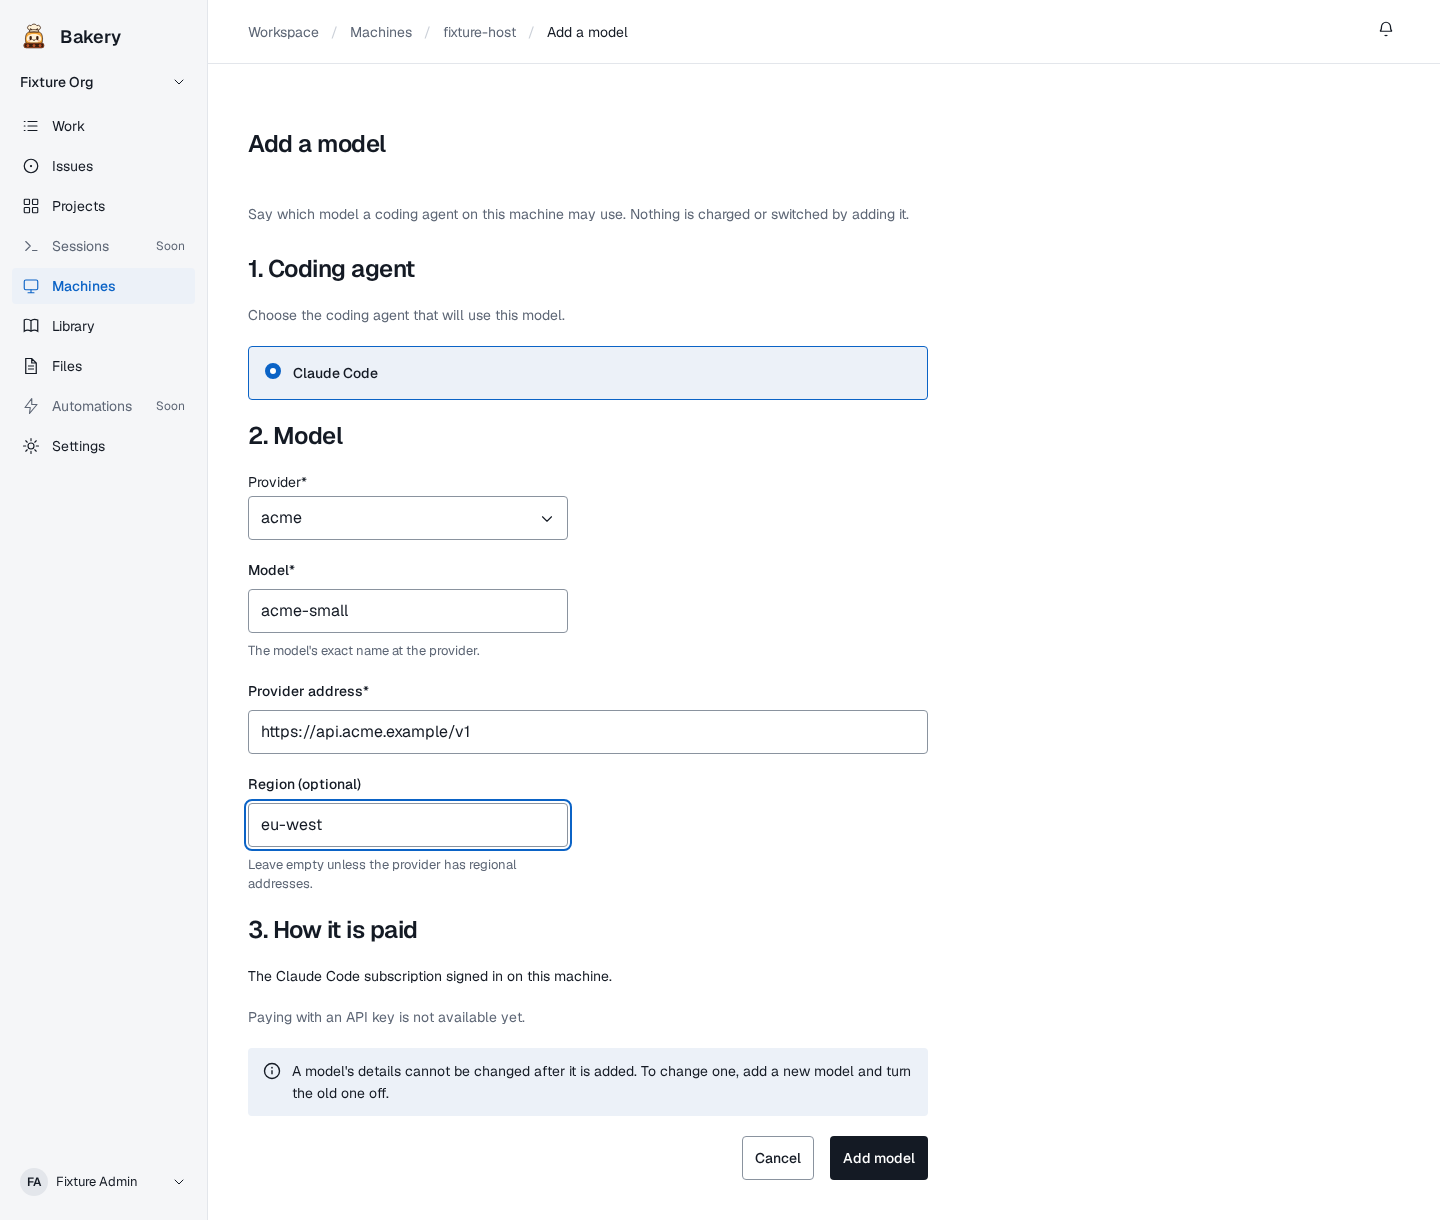 Bakery
Fixture Org
Work
Issues
Projects
Sessions Soon
Machines
Library
Files
Automations Soon
Settings
FA Fixture Admin
Workspace / Machines / fixture-host / Add a model
Add a model
Say which model a coding agent on this machine may use. Nothing is charged or switched by adding it.
1. Coding agent
Choose the coding agent that will use this model.
Claude Code
2. Model
Provider*
acme
Model*
acme-small
The model's exact name at the provider.
Provider address*
https://api.acme.example/v1
Region (optional)
eu-west
Leave empty unless the provider has regional
addresses.
3. How it is paid
The Claude Code subscription signed in on this machine.
Paying with an API key is not available yet.
A model's details cannot be changed after it is added. To change one, add a new model and turn
the old one off.
Cancel Add model